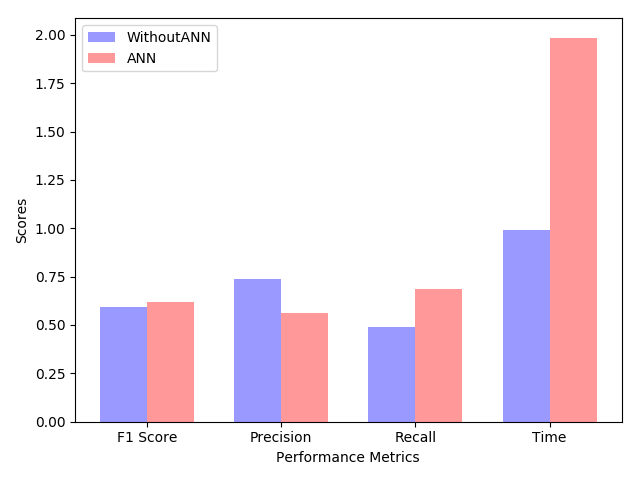 WithoutANN
ANN
2.00
1.75
1.50
1.25
1.00
0.75
0.50
0.25
0.00
Scores
F1 Score Precision Recall Time
Performance Metrics